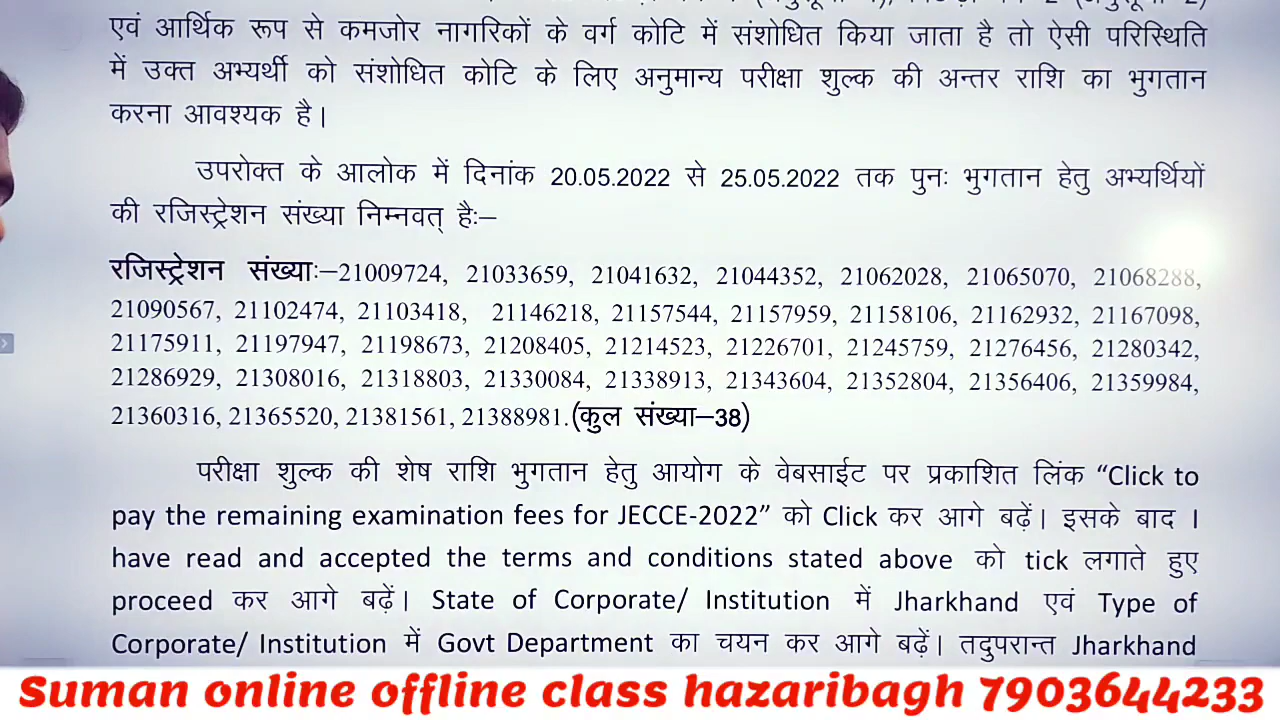 एवं आर्थिक रूप से कमजोर नागरिकों के वर्ग कोटि में संशोधित किया जाता है तो ऐसी परिस्थिति
में उक्त अभ्यर्थी को संशोधित कोटि के लिए अनुमान्य परीक्षा शुल्क की अन्तर राशि का भुगतान
करना आवश्यक है।
उपरोक्त के आलोक में दिनांक 20.05.2022 से 25.05.2022 तक पुनः भुगतान हेतु अभ्यर्थियों
की रजिस्ट्रेशन संख्या निम्नवत् हैः–
रजिस्ट्रेशन संख्याः–21009724, 21033659, 21041632, 21044352, 21062028, 21065070, 21068288,
21090567, 21102474, 21103418, 21146218, 21157544, 21157959, 21158106, 21162932, 21167098,
21175911, 21197947, 21198673, 21208405, 21214523, 21226701, 21245759, 21276456, 21280342,
21286929, 21308016, 21318803, 21330084, 21338913, 21343604, 21352804, 21356406, 21359984,
21360316, 21365520, 21381561, 21388981.(कुल संख्या–38)
परीक्षा शुल्क की शेष राशि भुगतान हेतु आयोग के वेबसाईट पर प्रकाशित लिंक “Click to
pay the remaining examination fees for JECCE-2022” को Click कर आगे बढ़ें। इसके बाद I
have read and accepted the terms and conditions stated above को tick लगाते हुए
proceed कर आगे बढ़ें। State of Corporate/ Institution में Jharkhand एवं Type of
Corporate/ Institution में Govt Department का चयन कर आगे बढ़ें। तदुपरान्त Jharkhand
Suman online offline class hazaribagh 7903644233